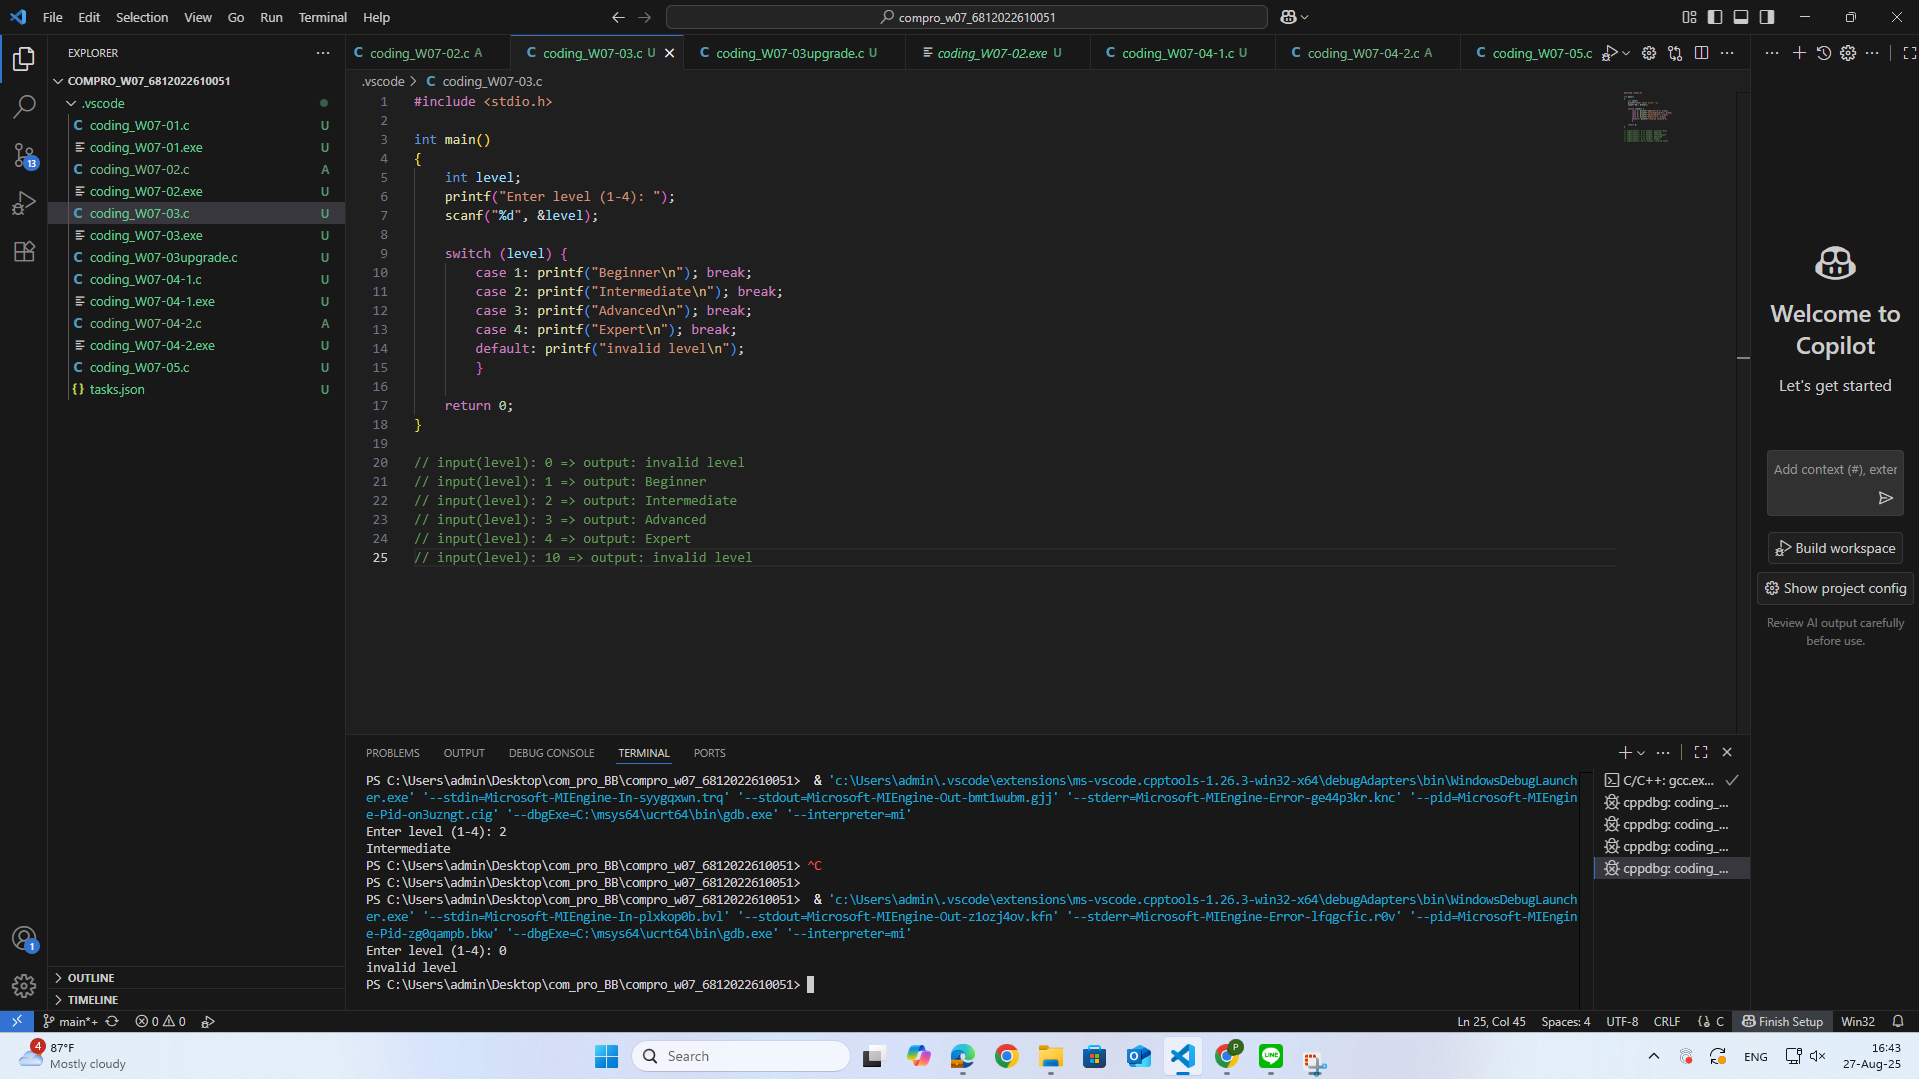 File Edit Selection View Go Run Terminal Help
compro_w07_6812022610051
EXPLORER
COMPRO_W07_6812022610051
.vscode
coding_W07-01.c U
coding_W07-01.exe U
coding_W07-02.c A
coding_W07-02.exe U
coding_W07-03.c U
coding_W07-03.exe U
coding_W07-03upgrade.c U
coding_W07-04-1.c U
coding_W07-04-1.exe U
coding_W07-04-2.c A
coding_W07-04-2.exe U
coding_W07-05.c U
{} tasks.json U
OUTLINE
TIMELINE
13
1
C coding_W07-02.c A
C coding_W07-03.c U
C coding_W07-03upgrade.c U
coding_W07-02.exe U
C coding_W07-04-1.c U
C coding_W07-04-2.c A
C coding_W07-05.c
.vscode > C coding_W07-03.c
1 #include <stdio.h>
2
3 int main()
4 {
5 int level;
6 printf("Enter level (1-4): ");
7 scanf("%d", &level);
8
9 switch (level) {
10 case 1: printf("Beginner\n"); break;
11 case 2: printf("Intermediate\n"); break;
12 case 3: printf("Advanced\n"); break;
13 case 4: printf("Expert\n"); break;
14 default: printf("invalid level\n");
15 }
16
17 return 0;
18 }
19
20 // input(level): 0 => output: invalid level
21 // input(level): 1 => output: Beginner
22 // input(level): 2 => output: Intermediate
23 // input(level): 3 => output: Advanced
24 // input(level): 4 => output: Expert
25 // input(level): 10 => output: invalid level
PROBLEMS OUTPUT DEBUG CONSOLE TERMINAL PORTS
PS C:\Users\admin\Desktop\com_pro_BB\compro_w07_6812022610051> & 'c:\Users\admin\.vscode\extensions\ms-vscode.cpptools-1.26.3-win32-x64\debugAdapters\bin\WindowsDebugLaunch
er.exe' '--stdin=Microsoft-MIEngine-In-syygqxwn.trq' '--stdout=Microsoft-MIEngine-Out-bmt1wubm.gjj' '--stderr=Microsoft-MIEngine-Error-ge44p3kr.knc' '--pid=Microsoft-MIEngin
e-Pid-on3uzngt.cig' '--dbgExe=C:\msys64\ucrt64\bin\gdb.exe' '--interpreter=mi'
Enter level (1-4): 2
Intermediate
PS C:\Users\admin\Desktop\com_pro_BB\compro_w07_6812022610051> ^C
PS C:\Users\admin\Desktop\com_pro_BB\compro_w07_6812022610051>
PS C:\Users\admin\Desktop\com_pro_BB\compro_w07_6812022610051> & 'c:\Users\admin\.vscode\extensions\ms-vscode.cpptools-1.26.3-win32-x64\debugAdapters\bin\WindowsDebugLaunch
er.exe' '--stdin=Microsoft-MIEngine-In-plxkop0b.bvl' '--stdout=Microsoft-MIEngine-Out-z1ozj4ov.kfn' '--stderr=Microsoft-MIEngine-Error-lfqgcfic.r0v' '--pid=Microsoft-MIEngin
e-Pid-zg0qampb.bkw' '--dbgExe=C:\msys64\ucrt64\bin\gdb.exe' '--interpreter=mi'
Enter level (1-4): 0
invalid level
PS C:\Users\admin\Desktop\com_pro_BB\compro_w07_6812022610051>
C/C++: gcc.ex...
cppdbg: coding_...
cppdbg: coding_...
cppdbg: coding_...
cppdbg: coding_...
Welcome to
Copilot
Let's get started
Add context (#), exter
Build workspace
Show project config
Review AI output carefully
before use.
main*+ 0 0
Ln 25, Col 45 Spaces: 4 UTF-8 CRLF {} C Finish Setup Win32
4
87°F
Mostly cloudy
Search
P
LINE
ENG
16:43
27-Aug-25